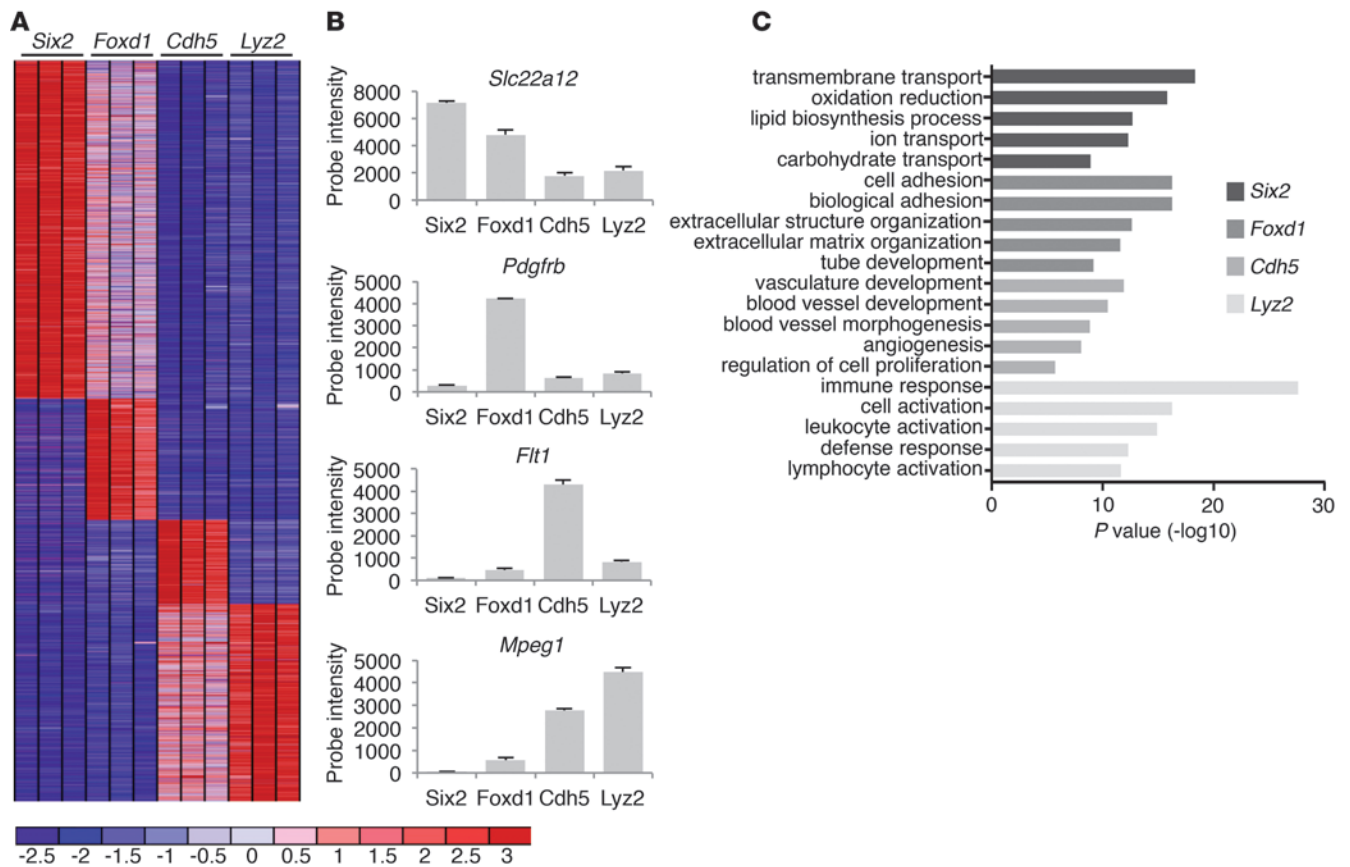 A
Six2 Foxd1 Cdh5 Lyz2
-2.5 -2 -1.5 -1 -0.5 0 0.5 1 1.5 2 2.5 3
B
Slc22a12
Probe intensity
8000
6000
4000
2000
0
Six2 Foxd1 Cdh5 Lyz2
Pdgfrb
Probe intensity
5000
4000
3000
2000
1000
0
Six2 Foxd1 Cdh5 Lyz2
Flt1
Probe intensity
5000
4000
3000
2000
1000
0
Six2 Foxd1 Cdh5 Lyz2
Mpeg1
Probe intensity
5000
4000
3000
2000
1000
0
Six2 Foxd1 Cdh5 Lyz2
C
transmembrane transport
oxidation reduction
lipid biosynthesis process
ion transport
carbohydrate transport
cell adhesion
biological adhesion
extracellular structure organization
extracellular matrix organization
tube development
vasculature development
blood vessel development
blood vessel morphogenesis
angiogenesis
regulation of cell proliferation
immune response
cell activation
leukocyte activation
defense response
lymphocyte activation
0 10 20 30
P value (-log10)
Six2
Foxd1
Cdh5
Lyz2